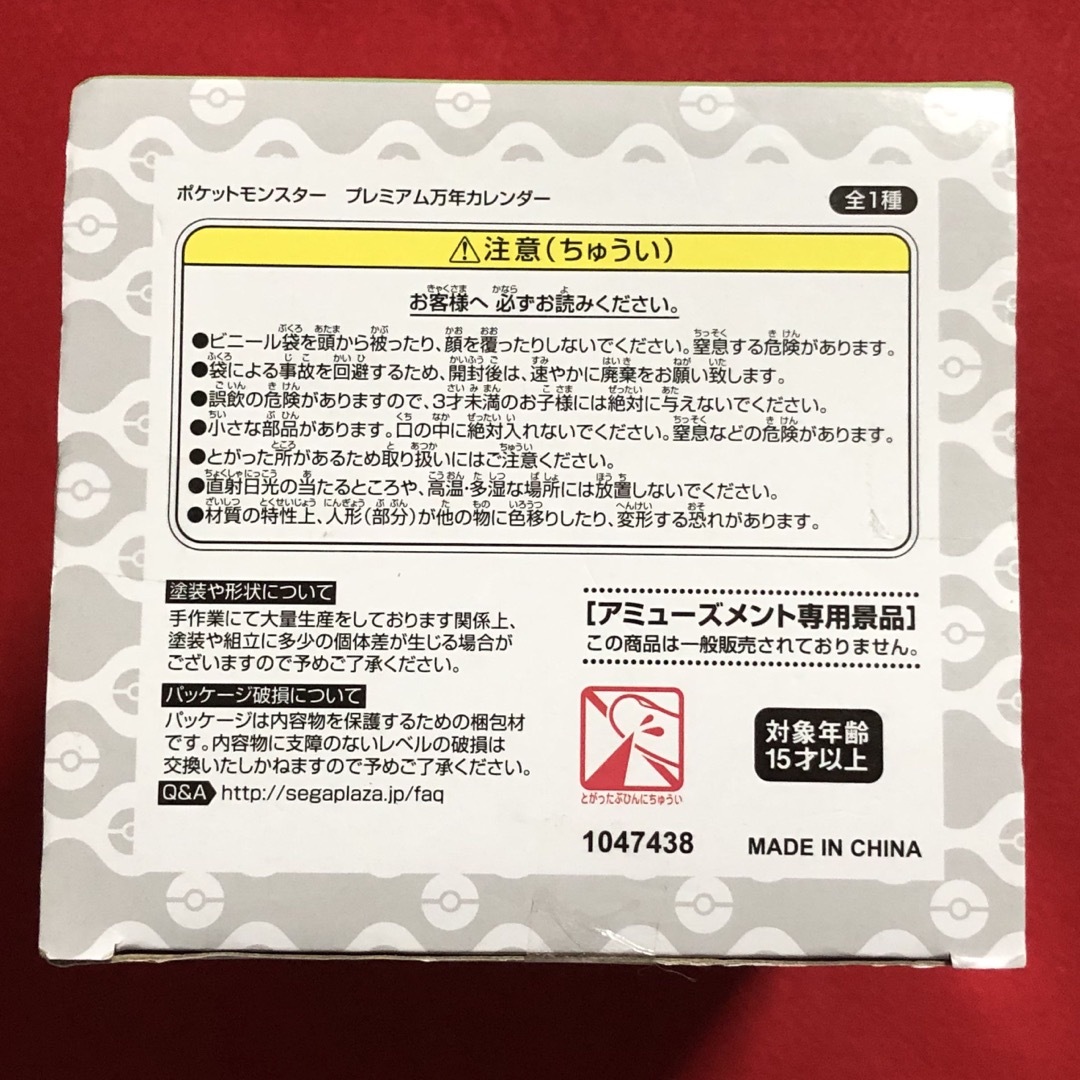 ポケットモンスター　プレミアム万年カレンダー
全1種
注意(ちゅうい)
お客様へ 必ずお読みください。
●ビニール袋を頭から被ったり、顔を覆ったりしないでください。窒息する危険があります。
●袋による事故を回避するため、開封後は、速やかに廃棄をお願い致します。
●誤飲の危険がありますので、3才未満のお子様には絶対に与えないでください。
●小さな部品があります。口の中に絶対入れないでください。窒息などの危険があります。
●とがった所があるため取り扱いにはご注意ください。
●直射日光の当たるところや、高温・多湿な場所には放置しないでください。
●材質の特性上、人形(部分)が他の物に色移りしたり、変形する恐れがあります。
塗装や形状について
手作業にて大量生産をしております関係上、
塗装や組立に多少の個体差が生じる場合が
ございますので予めご了承ください。
パッケージ破損について
パッケージは内容物を保護するための梱包材
です。内容物に支障のないレベルの破損は
交換いたしかねますので予めご了承ください。
Q&A http://segaplaza.jp/faq
[アミューズメント専用景品]
この商品は一般販売されておりません。
とがったぶひんにちゅうい
対象年齢
15才以上
1047438
MADE IN CHINA